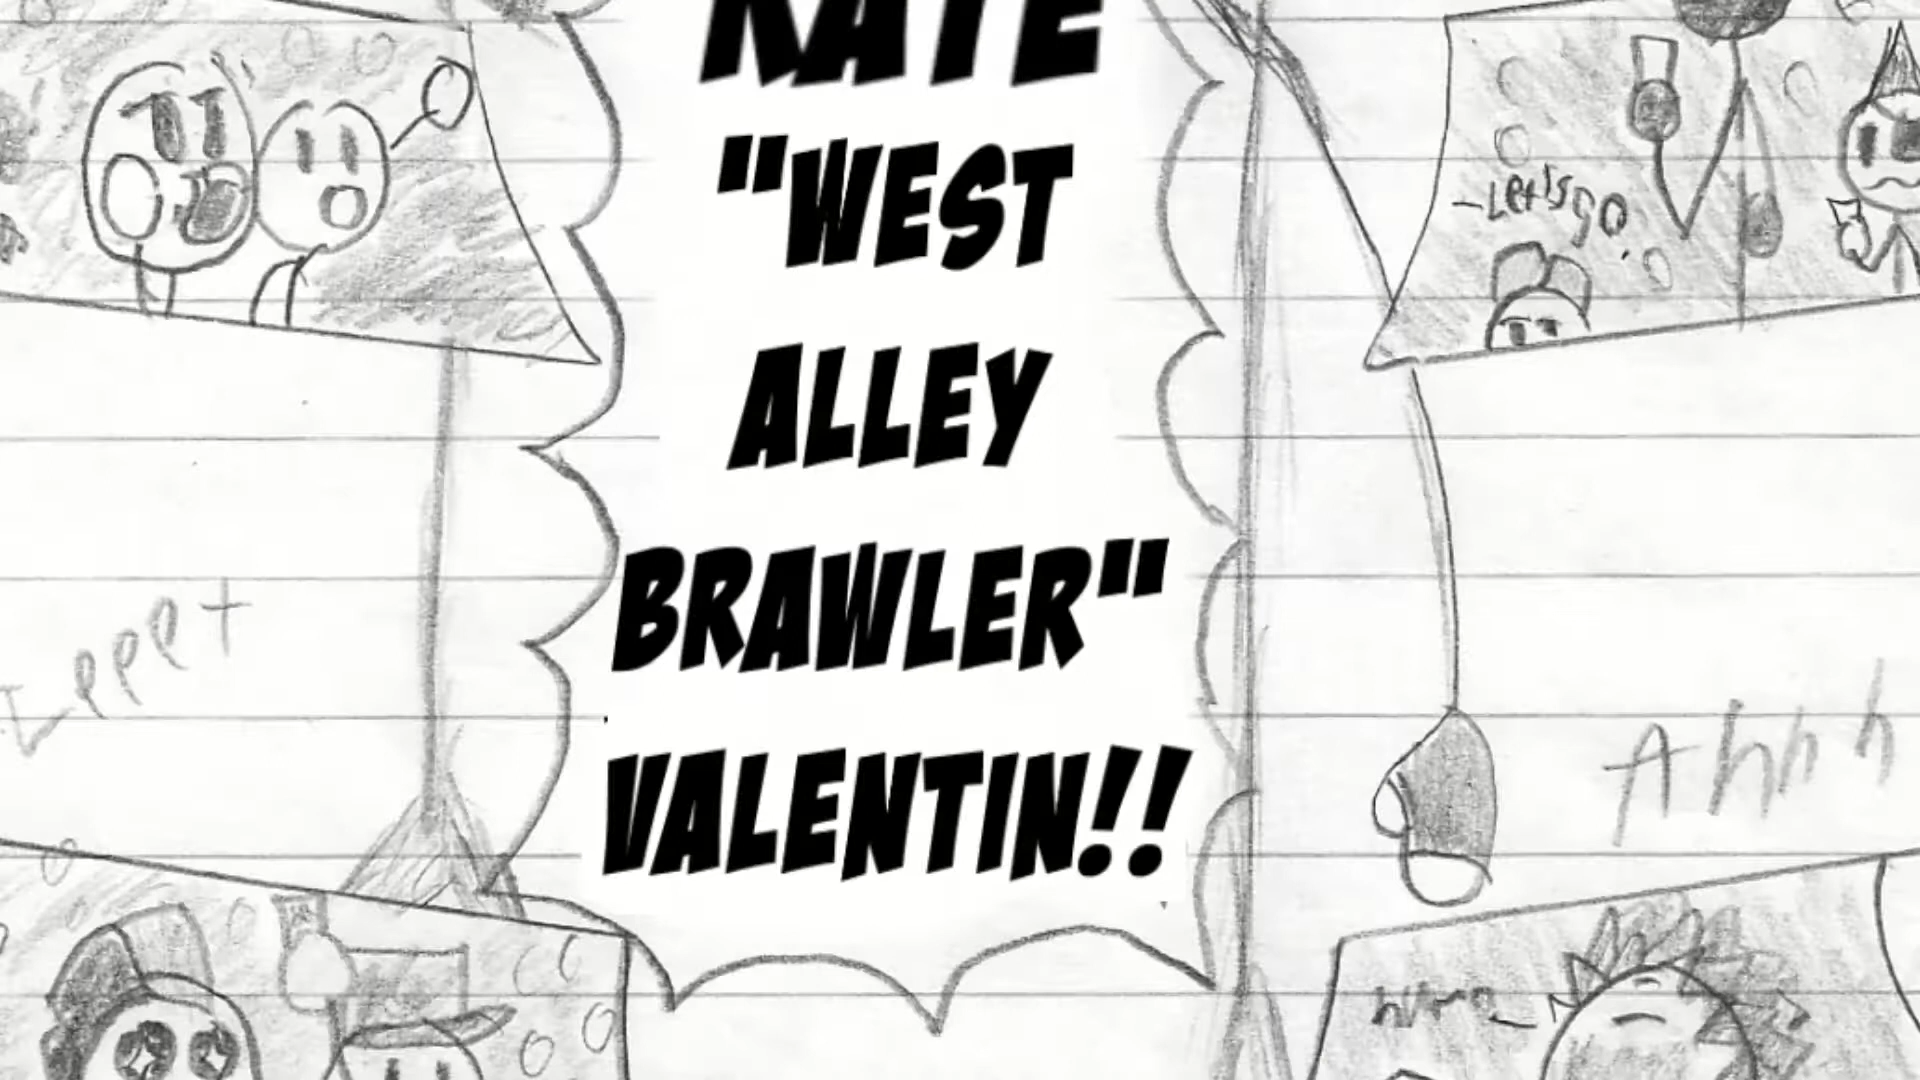 KATE
"WEST
ALLEY
BRAWLER"
VALENTIN!!
-Let's go
Ahhh